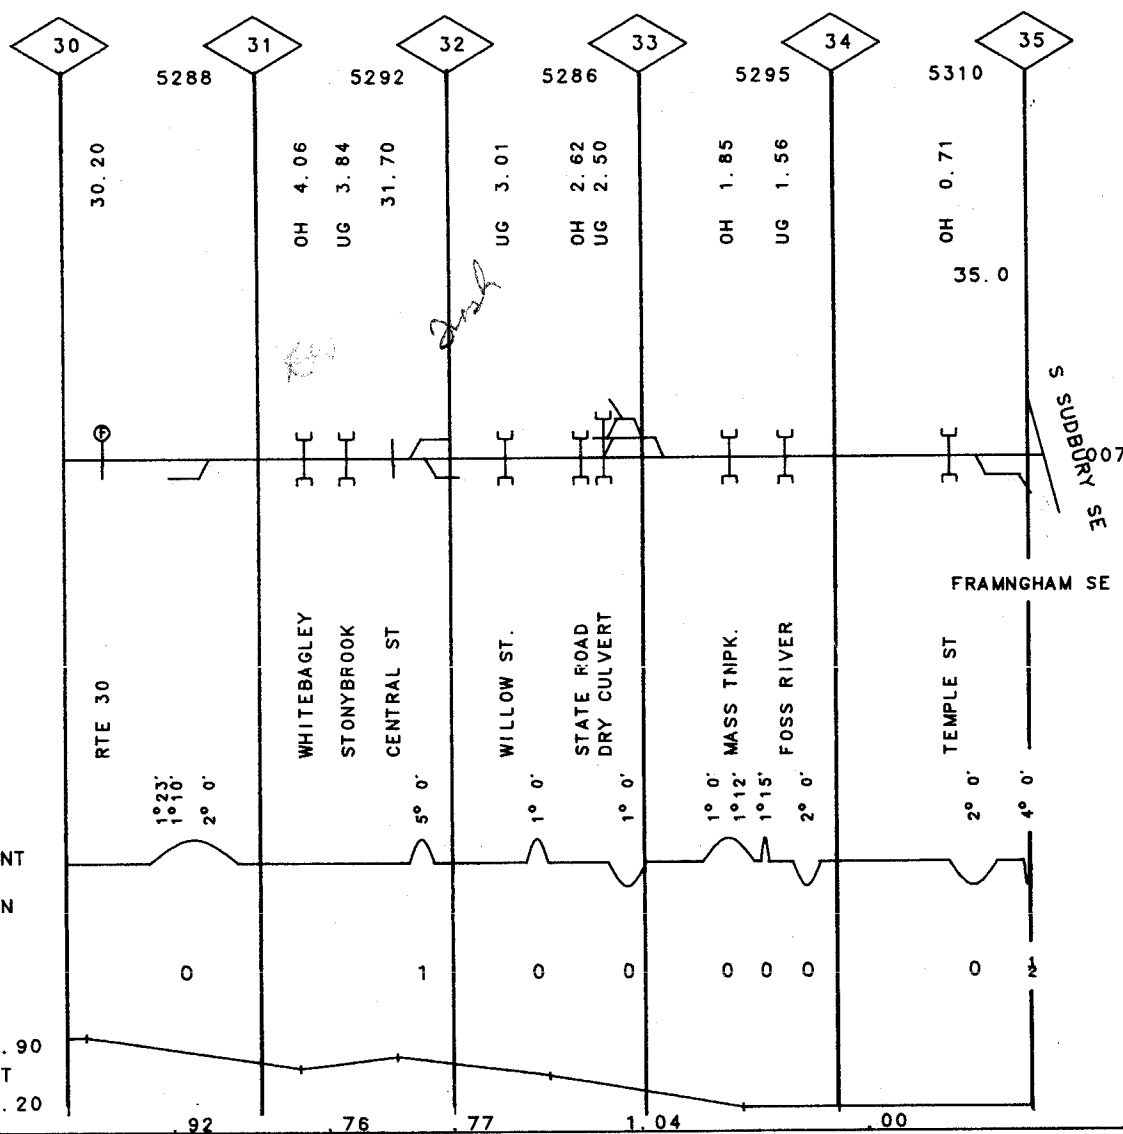 30 31 32 33 34 35
5288 5292 5286 5295 5310
30.20
OH 4.06
UG 3.84
31.70
UG 3.01
OH 2.62
UG 2.50
OH 1.85
UG 1.56
OH 0.71
35.0
F
S SUDBURY SE
007
FRAMNGHAM SE
RTE 30
WHITEBAGLEY
STONYBROOK
CENTRAL ST
WILLOW ST.
STATE ROAD
DRY CULVERT
MASS TNPK.
FOSS RIVER
TEMPLE ST
1°23'
1°10'
2° 0'
5° 0'
1° 0'
1° 0'
1° 0'
1°12'
1°15'
2° 0'
2° 0'
4° 0'
NT
N
0 1 0 0 0 0 0 0
.90
T
.20
.92 .76 .77 1.04 .00